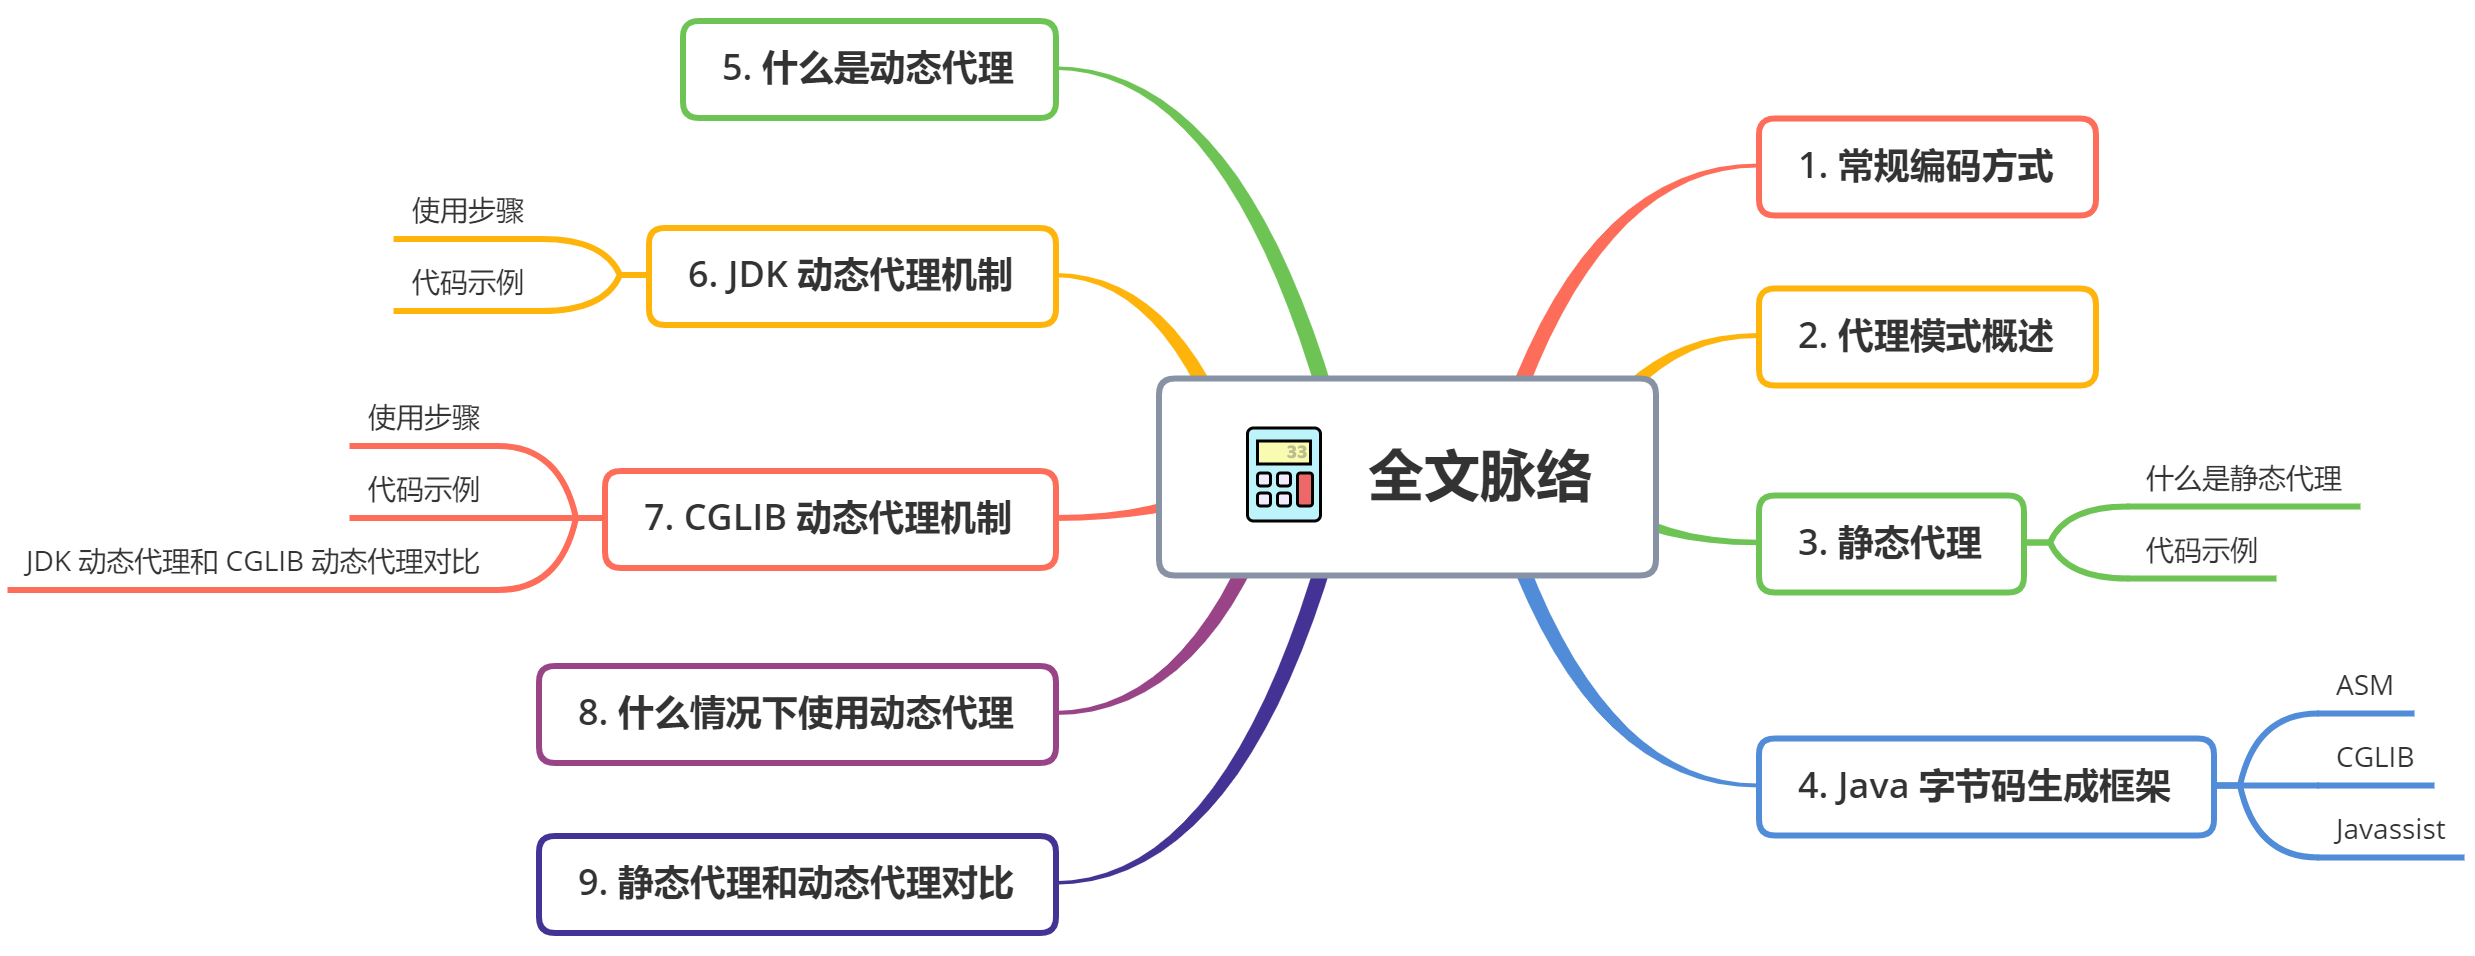 全文脉络
33
1. 常规编码方式
2. 代理模式概述
3. 静态代理
什么是静态代理
代码示例
4. Java 字节码生成框架
ASM
CGLIB
Javassist
5. 什么是动态代理
6. JDK 动态代理机制
使用步骤
代码示例
7. CGLIB 动态代理机制
使用步骤
代码示例
JDK 动态代理和 CGLIB 动态代理对比
8. 什么情况下使用动态代理
9. 静态代理和动态代理对比